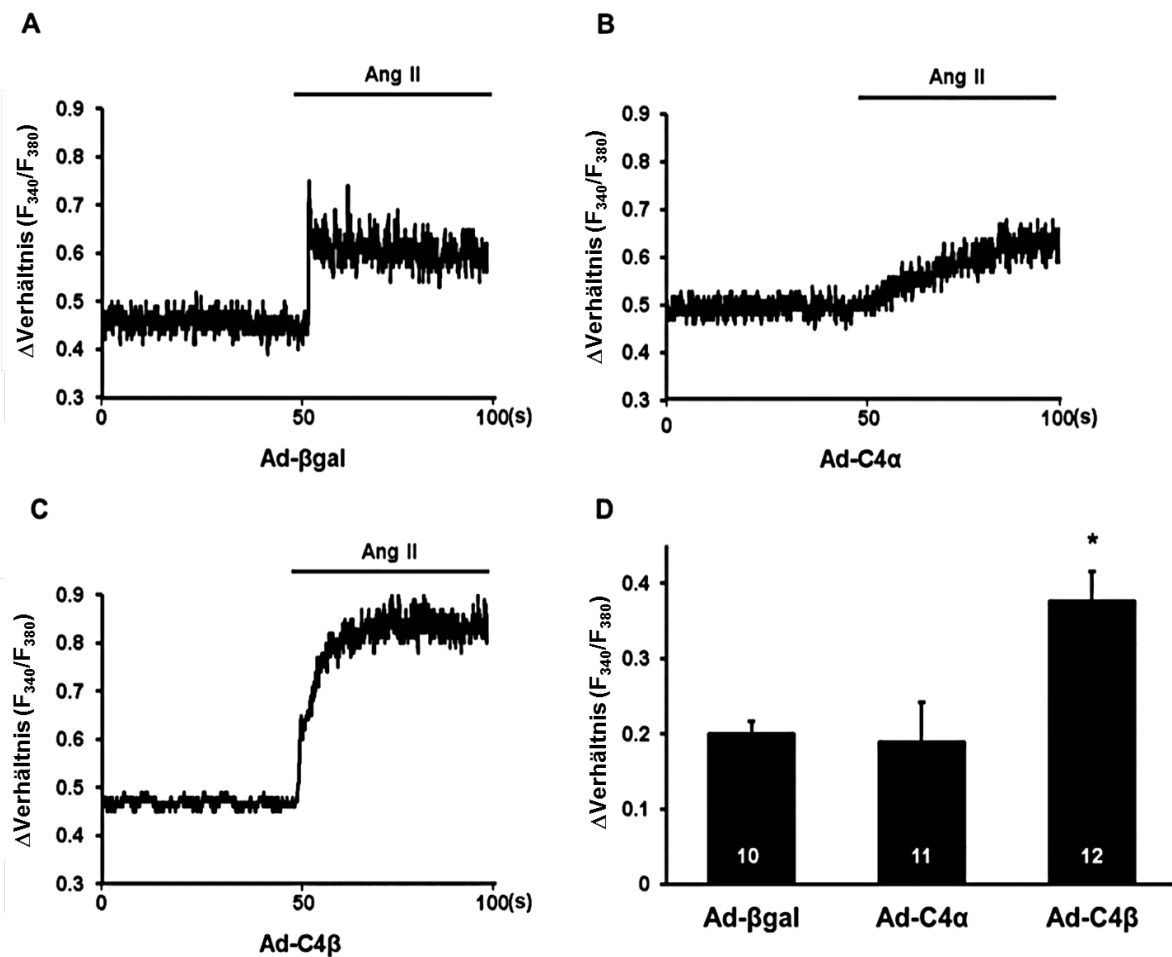 A
Ang II
ΔVerhältnis (F340/F380)
0.9
0.8
0.7
0.6
0.5
0.4
0.3
0
50
100(s)
Ad-βgal
B
Ang II
ΔVerhältnis (F340/F380)
0.9
0.8
0.7
0.6
0.5
0.4
0.3
0
50
100(s)
Ad-C4α
C
Ang II
ΔVerhältnis (F340/F380)
0.9
0.8
0.7
0.6
0.5
0.4
0.3
0
50
100(s)
Ad-C4β
D
ΔVerhältnis (F340/F380)
0.4
0.3
0.2
0.1
0
*
10
11
12
Ad-βgal
Ad-C4α
Ad-C4β